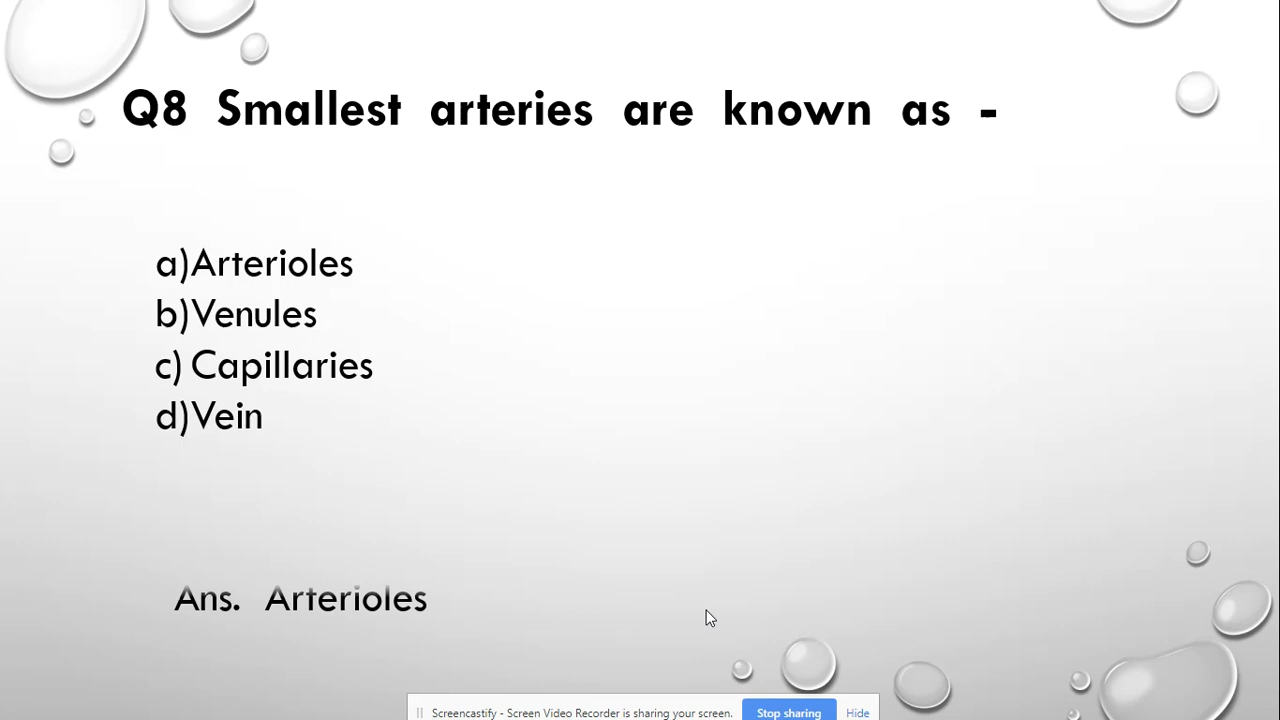 Q8 Smallest arteries are known as -
a)Arterioles
b)Venules
c) Capillaries
d)Vein
Ans. Arterioles
Screencastify - Screen Video Recorder is sharing your screen. Stop sharing Hide